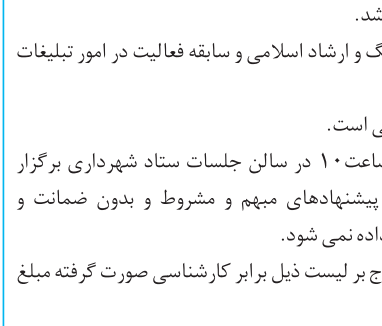 شد.
و ارشاد اسلامی و سابقه فعالیت در امور تبلیغات
است.
ساعت۱۰ در سالن جلسات ستاد شهرداری برگزار
پیشنهادهای مبهم و مشروط و بدون ضمانت و
داده نمی شود.
بر لیست ذیل برابر کارشناسی صورت گرفته مبلغ